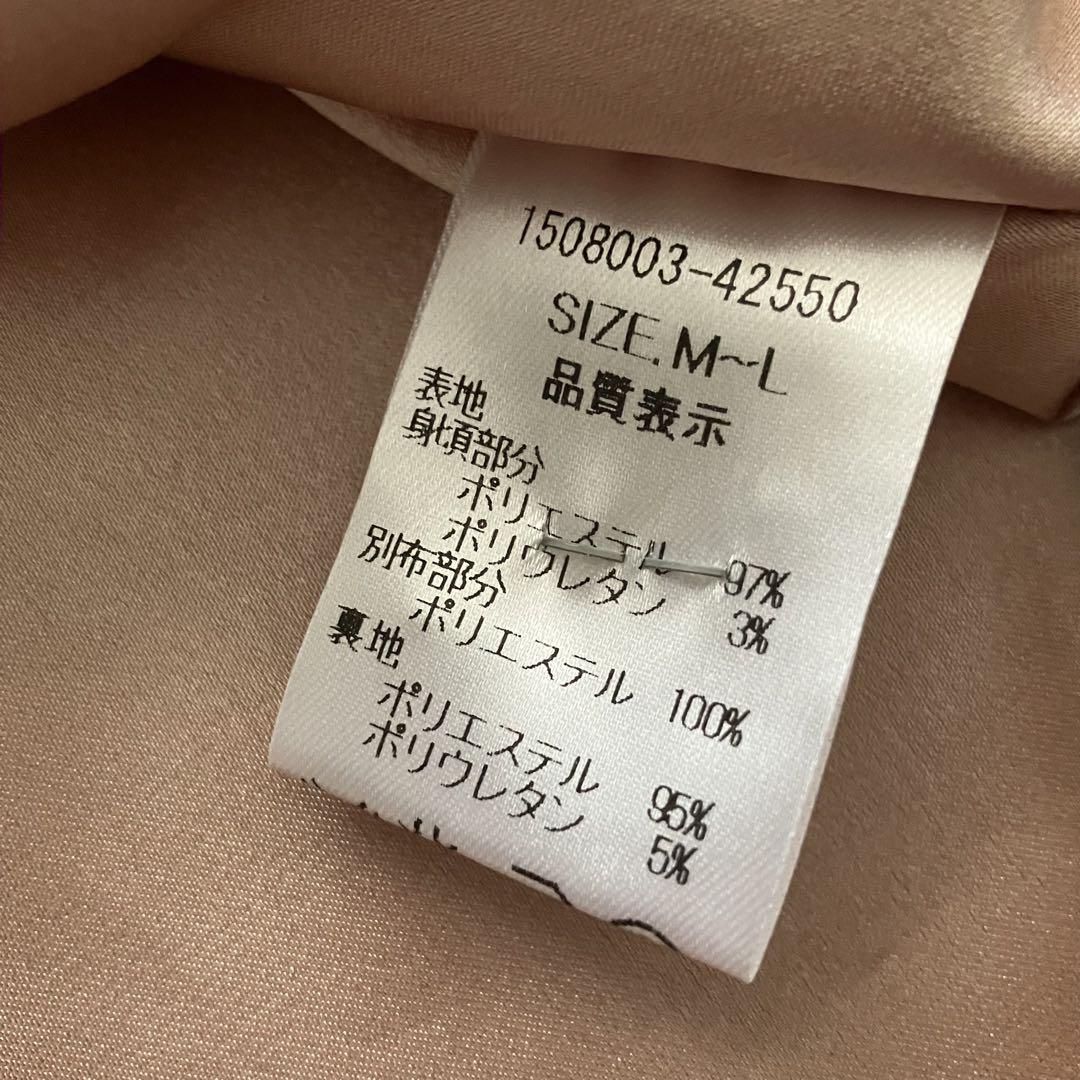 1508003-42550
SIZE. M~L
品質表示
表地
身頃部分
ポリエステル 97%
ポリウレタン 3%
別布部分
ポリエステル 100%
裏地
ポリエステル 95%
ポリウレタン 5%